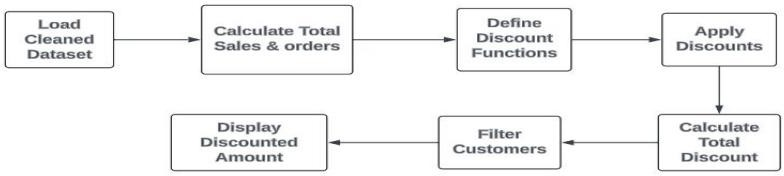 Load
Cleaned
Dataset
Calculate Total
Sales & orders
Define
Discount
Functions
Apply
Discounts
Calculate
Total
Discount
Filter
Customers
Display
Discounted
Amount